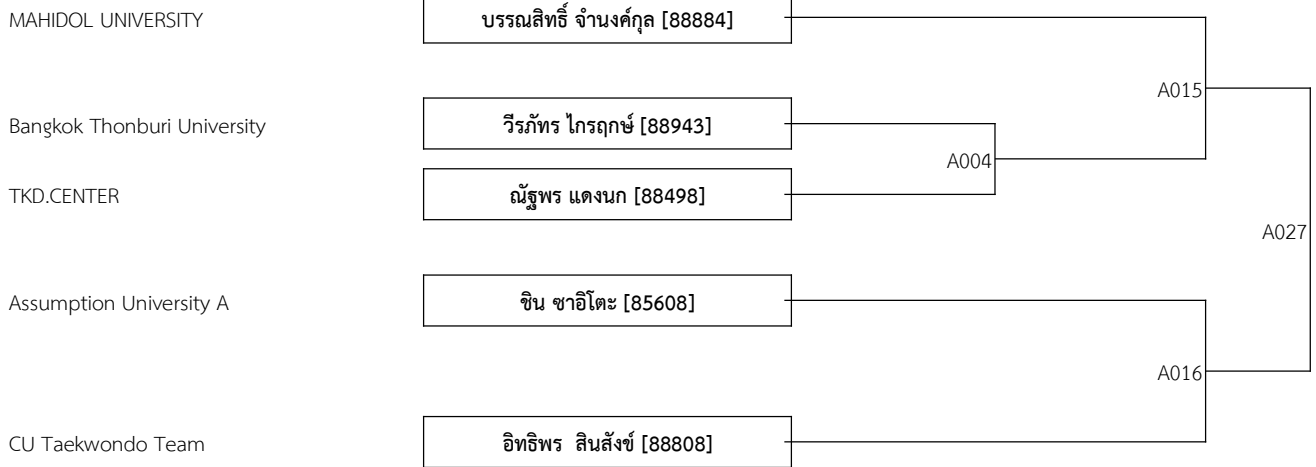 MAHIDOL UNIVERSITY
บรรณสิทธิ์ จำนงค์กุล [88884]
A015
Bangkok Thonburi University
วีรภัทร ไกรฤกษ์ [88943]
A004
TKD.CENTER
ณัฐพร แดงนก [88498]
A027
Assumption University A
ชิน ซาอิโตะ [85608]
A016
CU Taekwondo Team
อิทธิพร  สินสังข์ [88808]